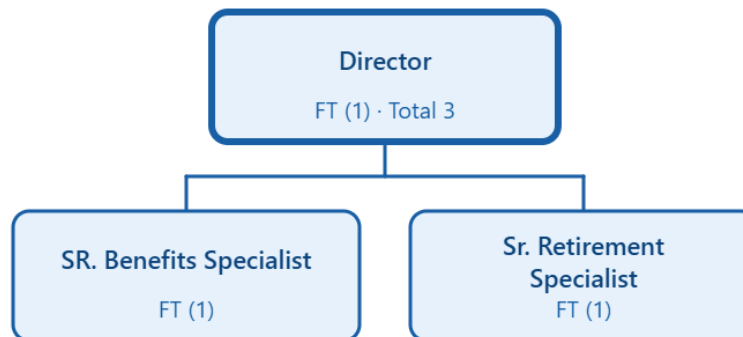 Director
FT (1) · Total 3
SR. Benefits Specialist
FT (1)
Sr. Retirement
Specialist
FT (1)